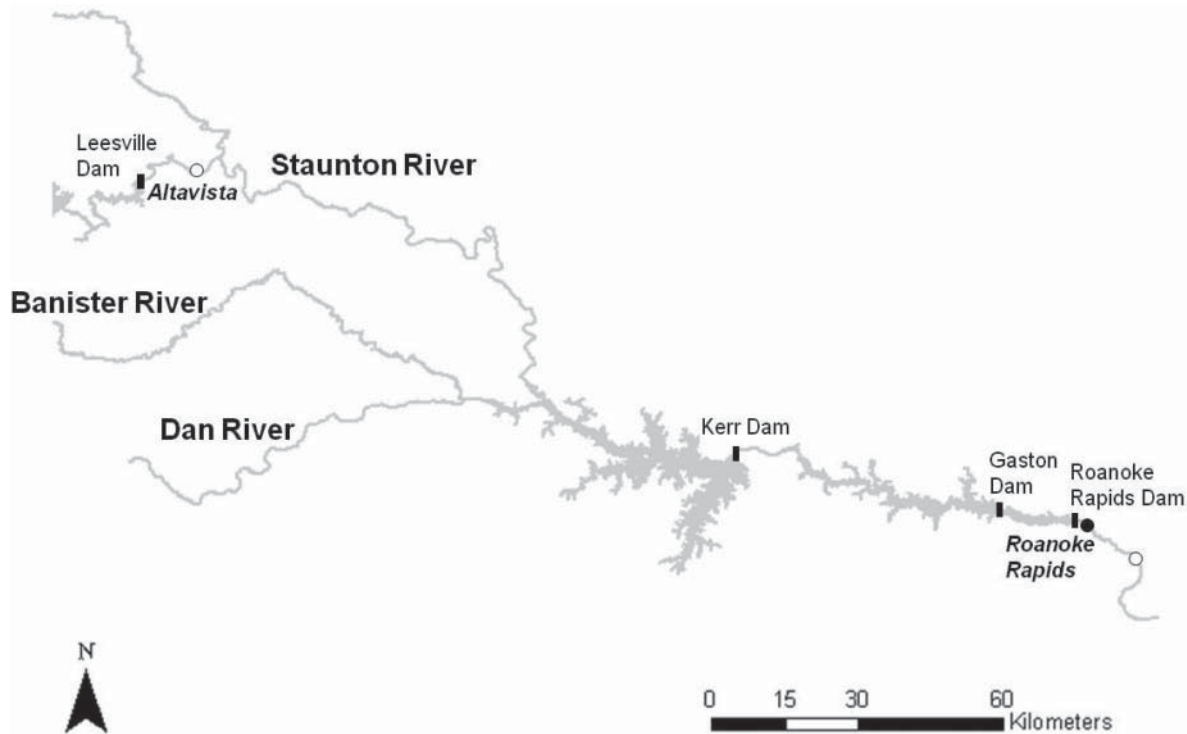 Leesville
Dam
Altavista
Staunton River
Banister River
Dan River
Kerr Dam
Gaston
Dam
Roanoke
Rapids Dam
Roanoke
Rapids
N
0 15 30 60
Kilometers